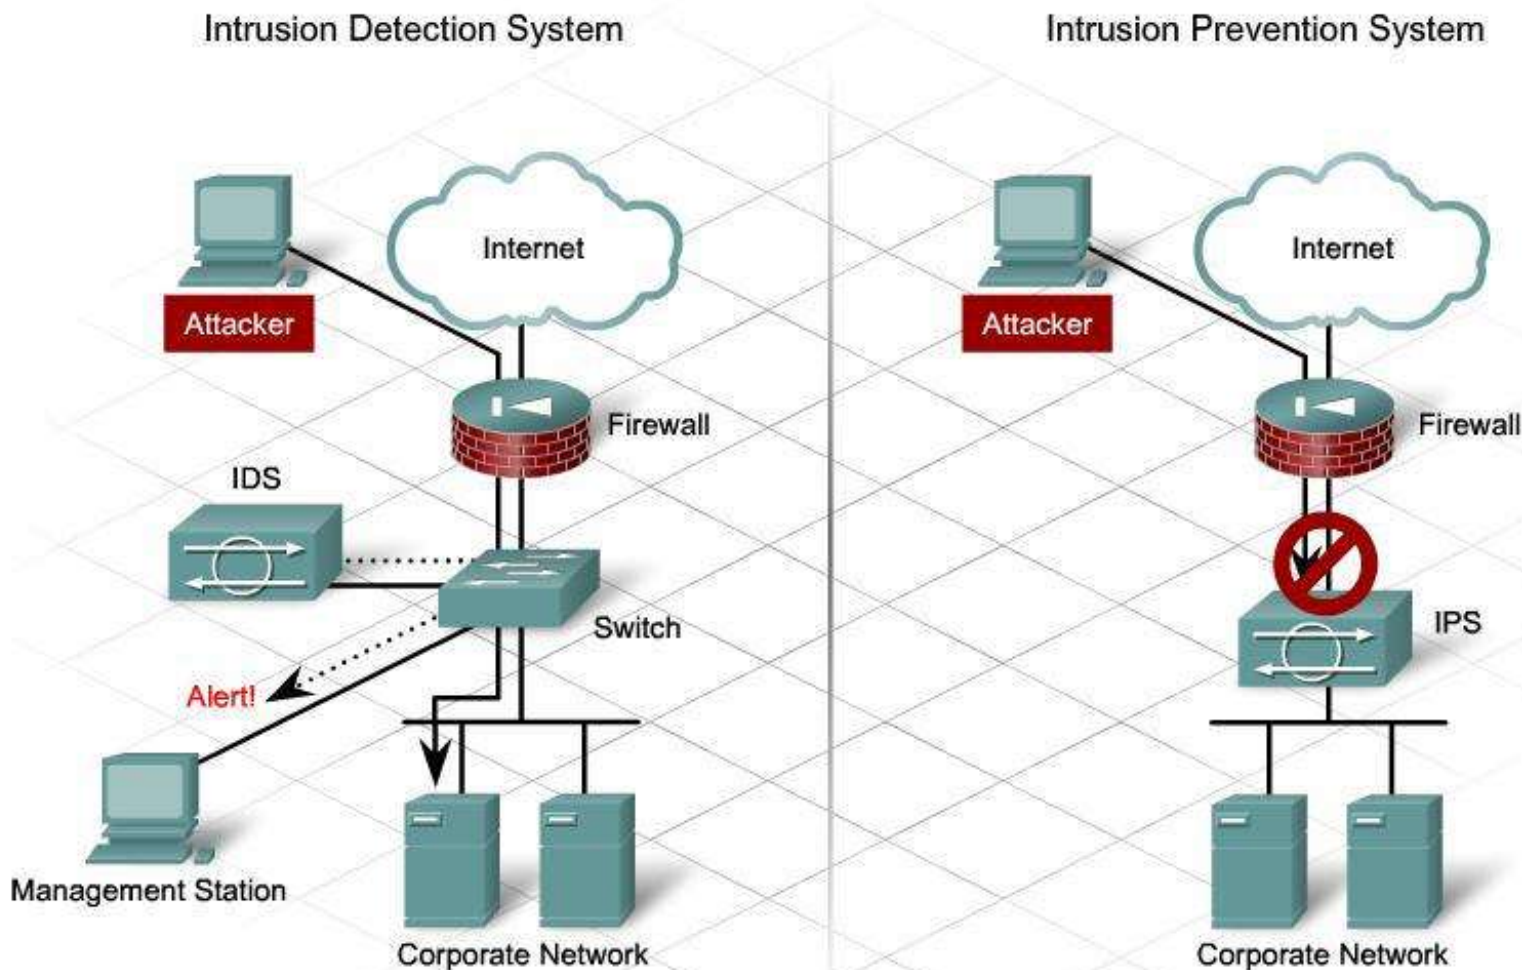 Intrusion Detection System
Internet
Attacker
Firewall
IDS
Switch
Alert!
Management Station
Corporate Network
Intrusion Prevention System
Internet
Attacker
Firewall
IPS
Corporate Network